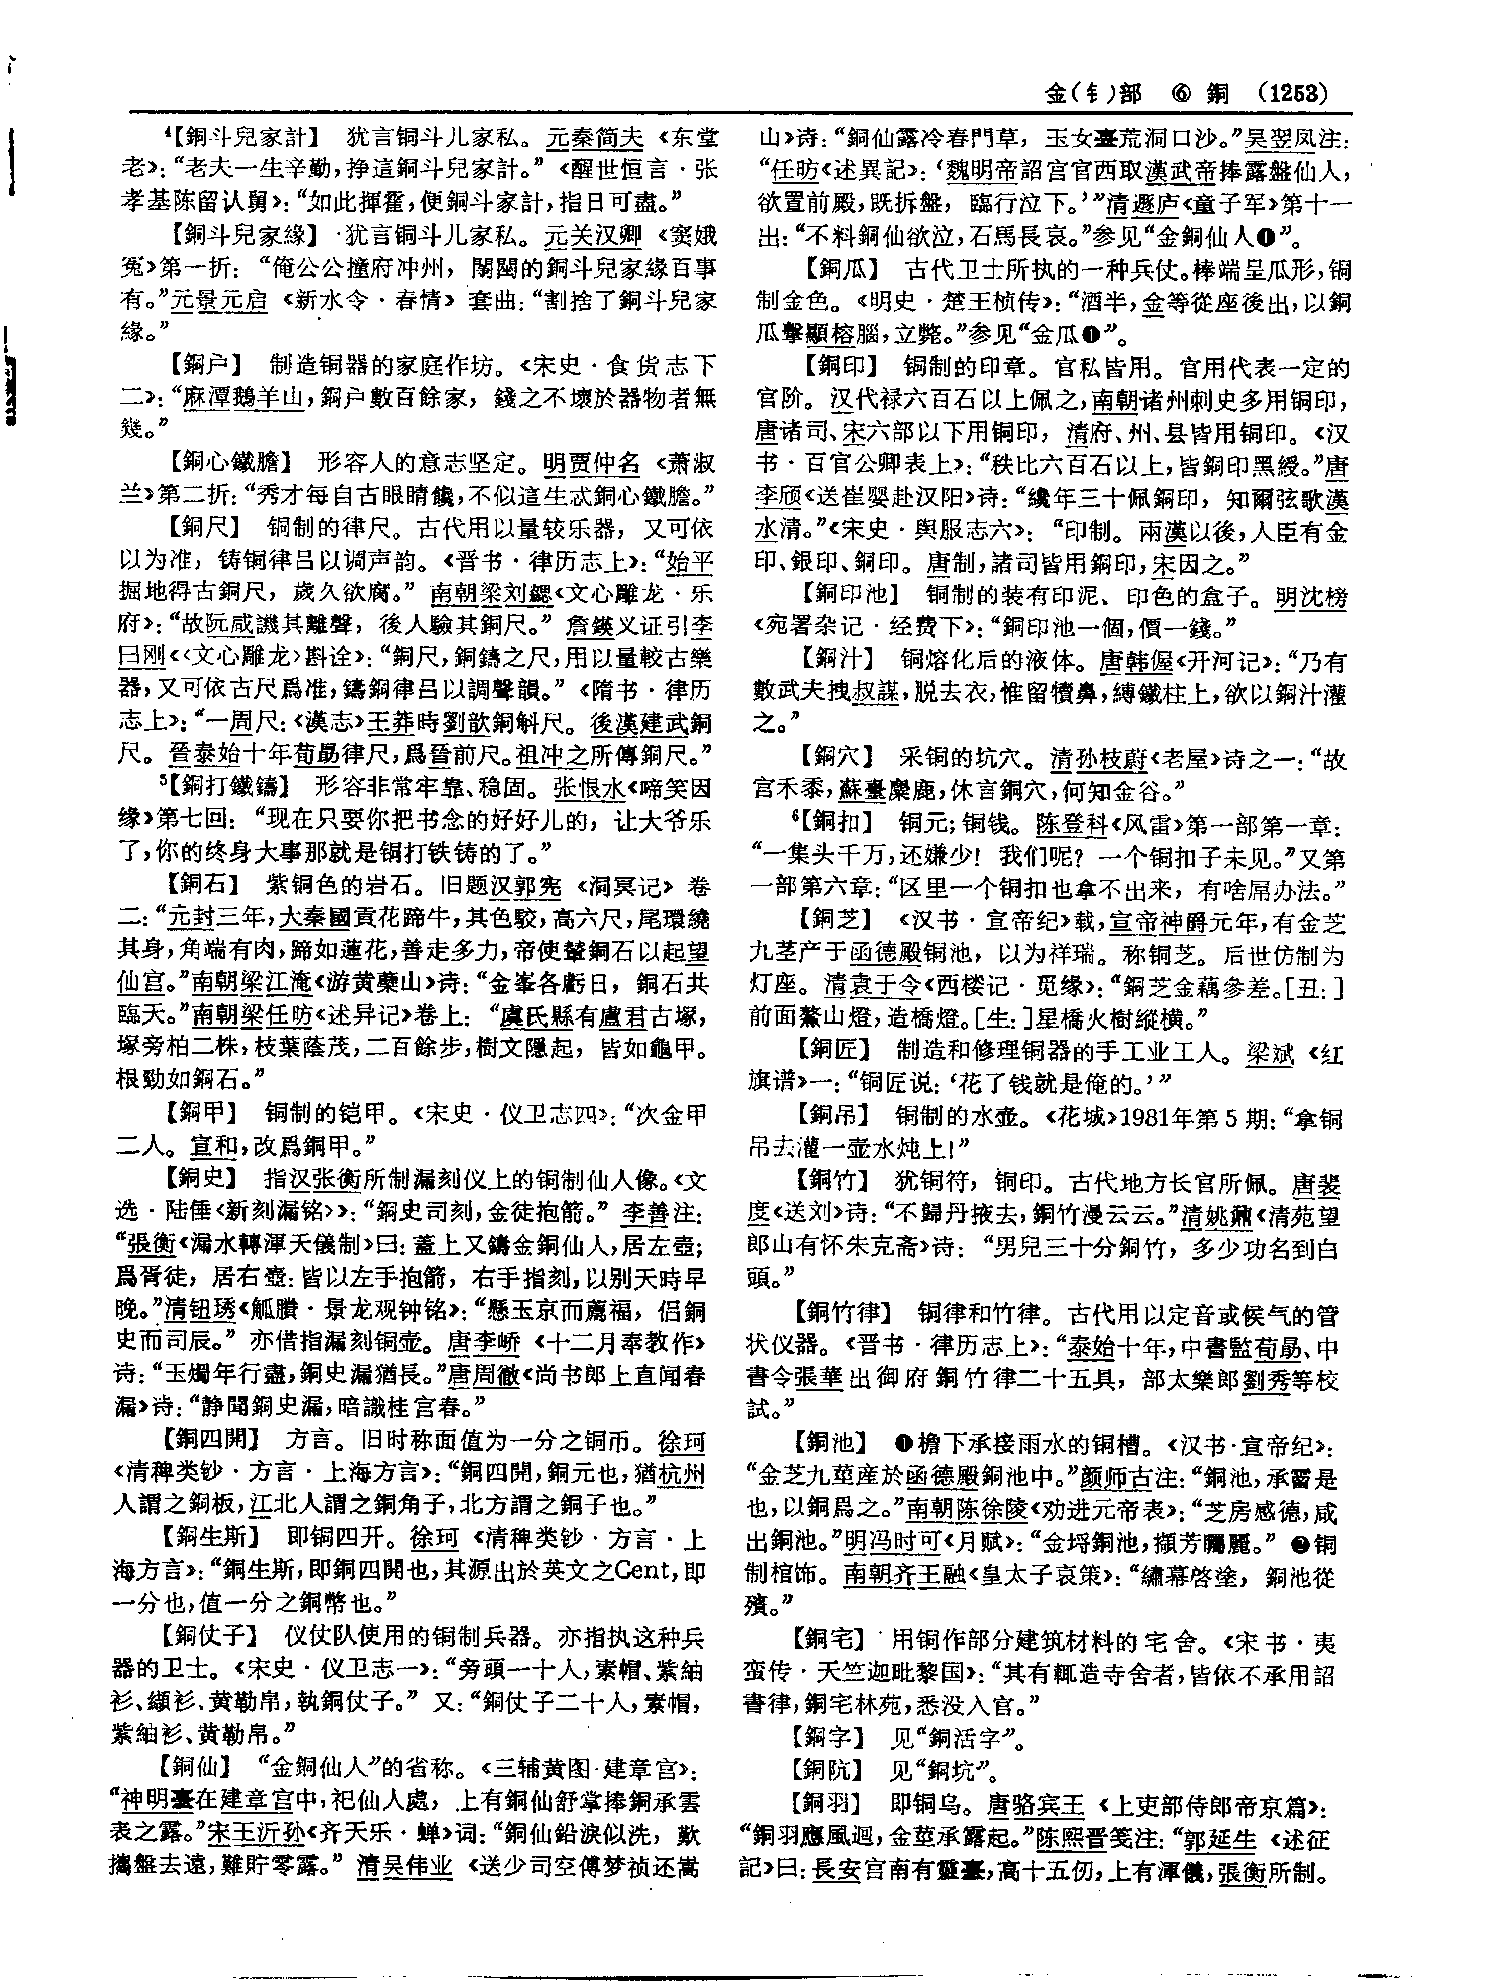 金(钅)部 ⑥ 銅 (1253)
⁴【銅斗兒家計】 犹言铜斗儿家私。元秦简夫《东堂
老》：“老夫一生辛勤，挣這銅斗兒家計。”《醒世恒言·张
孝基陈留认舅》：“如此揮霍，便銅斗家計，指日可盡。”
【銅斗兒家緣】 犹言铜斗儿家私。元关汉卿《窦娥
冤》第一折：“俺公公撞府冲州，䦟䦷的銅斗兒家緣百事
有。”元景元启《新水令·春情》套曲：“割捨了銅斗兒家
緣。”
【銅户】 制造铜器的家庭作坊。《宋史·食货志下
二》：“麻潭鵝羊山，銅户數百餘家，錢之不壞於器物者無
幾。”
【銅心鐵膽】 形容人的意志坚定。明贾仲名《萧淑
兰》第二折：“秀才每自古眼睛饞，不似這生忒銅心鐵膽。”
【銅尺】 铜制的律尺。古代用以量较乐器，又可依
以为准，铸铜律吕以调声韵。《晋书·律历志上》：“始平
掘地得古銅尺，歲久欲腐。”南朝梁刘勰《文心雕龙·乐
府》：“故阮咸譏其離聲，後人驗其銅尺。”詹鍈义证引李
曰刚《〈文心雕龙〉斟诠》：“銅尺，銅鑄之尺，用以量較古樂
器，又可依古尺爲准，鑄銅律吕以調聲韻。”《隋书·律历
志上》：“一周尺：《漢志》王莽時劉歆銅斛尺。後漢建武銅
尺。晉泰始十年荀勗律尺，爲晉前尺。祖冲之所傳銅尺。”
⁵【銅打鐵鑄】 形容非常牢靠、稳固。张恨水《啼笑因
缘》第七回：“现在只要你把书念的好好儿的，让大爷乐
了，你的终身大事那就是铜打铁铸的了。”
【銅石】 紫铜色的岩石。旧题汉郭宪《洞冥记》卷
二：“元封三年，大秦國貢花蹄牛，其色駮，高六尺，尾環繞
其身，角端有肉，蹄如蓮花，善走多力，帝使輦銅石以起望
仙宫。”南朝梁江淹《游黄蘗山》诗：“金峯各虧日，銅石共
臨天。”南朝梁任昉《述异记》卷上：“虞氏縣有盧君古塚，
塚旁柏二株，枝葉蔭茂，二百餘步，樹文隱起，皆如龜甲。
根勁如銅石。”
【銅甲】 铜制的铠甲。《宋史·仪卫志四》：“次金甲
二人。宣和，改爲銅甲。”
【銅史】 指汉张衡所制漏刻仪上的铜制仙人像。《文
选·陆倕〈新刻漏铭〉》：“銅史司刻，金徒抱箭。”李善注：
“張衡《漏水轉渾天儀制》曰：蓋上又鑄金銅仙人，居左壺；
爲胥徒，居右壺：皆以左手抱箭，右手指刻，以别天時早
晚。”清钮琇《觚賸·景龙观钟铭》：“懸玉京而薦福，侣銅
史而司辰。”亦借指漏刻铜壶。唐李峤《十二月奉教作》
诗：“玉燭年行盡，銅史漏猶長。”唐周徹《尚书郎上直闻春
漏》诗：“静聞銅史漏，暗識桂宫春。”
【銅四開】 方言。旧时称面值为一分之铜币。徐珂
《清稗类钞·方言·上海方言》：“銅四開，銅元也，猶杭州
人謂之銅板，江北人謂之銅角子，北方謂之銅子也。”
【銅生斯】 即铜四开。徐珂《清稗类钞·方言·上
海方言》：“銅生斯，即銅四開也，其源出於英文之Cent，即
一分也，值一分之銅幣也。”
【銅仗子】 仪仗队使用的铜制兵器。亦指执这种兵
器的卫士。《宋史·仪卫志一》：“旁頭一十人，素帽、紫紬
衫、纈衫、黄勒帛，執銅仗子。”又：“銅仗子二十人，素帽，
紫紬衫、黄勒帛。”
【銅仙】 “金銅仙人”的省称。《三辅黄图·建章宫》：
“神明臺在建章宫中，祀仙人處，上有銅仙舒掌捧銅承雲
表之露。”宋王沂孙《齐天乐·蝉》词：“銅仙鉛淚似洗，歎
攜盤去遠，難貯零露。”清吴伟业《送少司空傅梦祯还嵩
山》诗：“銅仙露冷春門草，玉女臺荒洞口沙。”吴翌凤注：
“任昉《述異記》：‘魏明帝詔宫官西取漢武帝捧露盤仙人，
欲置前殿，既拆盤，臨行泣下。’”清遯庐《童子军》第十一
出：“不料銅仙欲泣，石馬長哀。”参见“金銅仙人❶”。
【銅瓜】 古代卫士所执的一种兵仗。棒端呈瓜形，铜
制金色。《明史·楚王桢传》：“酒半，金等從座後出，以銅
瓜擊顯榕腦，立斃。”参见“金瓜❶”。
【銅印】 铜制的印章。官私皆用。官用代表一定的
官阶。汉代禄六百石以上佩之，南朝诸州刺史多用铜印，
唐诸司、宋六部以下用铜印，清府、州、县皆用铜印。《汉
书·百官公卿表上》：“秩比六百石以上，皆銅印黑綬。”唐
李颀《送崔婴赴汉阳》诗：“纔年三十佩銅印，知爾弦歌漢
水清。”《宋史·舆服志六》：“印制。兩漢以後，人臣有金
印、銀印、銅印。唐制，諸司皆用銅印，宋因之。”
【銅印池】 铜制的装有印泥、印色的盒子。明沈榜
《宛署杂记·经费下》：“銅印池一個，價一錢。”
【銅汁】 铜熔化后的液体。唐韩偓《开河记》：“乃有
數武夫拽叔謀，脱去衣，惟留犢鼻，縛鐵柱上，欲以銅汁灌
之。”
【銅穴】 采铜的坑穴。清孙枝蔚《老屋》诗之一：“故
宫禾黍，蘇臺麋鹿，休言銅穴，何知金谷。”
⁶【銅扣】 铜元；铜钱。陈登科《风雷》第一部第一章：
“一集头千万，还嫌少！我们呢？一个铜扣子未见。”又第
一部第六章：“区里一个铜扣也拿不出来，有啥屌办法。”
【銅芝】 《汉书·宣帝纪》载，宣帝神爵元年，有金芝
九茎产于函德殿铜池，以为祥瑞。称铜芝。后世仿制为
灯座。清袁于令《西楼记·觅缘》：“銅芝金藕參差。[丑：]
前面鰲山燈，造橋燈。[生：]星橋火樹縱横。”
【銅匠】 制造和修理铜器的手工业工人。梁斌《红
旗谱》一：“铜匠说：‘花了钱就是俺的。’”
【銅吊】 铜制的水壶。《花城》1981年第5期：“拿铜
吊去灌一壶水炖上！”
【銅竹】 犹铜符，铜印。古代地方长官所佩。唐裴
度《送刘》诗：“不歸丹掖去，銅竹漫云云。”清姚鼐《清苑望
郎山有怀朱克斋》诗：“男兒三十分銅竹，多少功名到白
頭。”
【銅竹律】 铜律和竹律。古代用以定音或候气的管
状仪器。《晋书·律历志上》：“泰始十年，中書監荀勗、中
書令張華出御府銅竹律二十五具，部太樂郎劉秀等校
試。”
【銅池】 ❶檐下承接雨水的铜槽。《汉书·宣帝纪》：
“金芝九莖産於函德殿銅池中。”颜师古注：“銅池，承霤是
也，以銅爲之。”南朝陈徐陵《劝进元帝表》：“芝房感德，咸
出銅池。”明冯时可《月赋》：“金埒銅池，擷芳矚麗。”❷铜
制棺饰。南朝齐王融《皇太子哀策》：“繡幕啓塗，銅池從
殯。”
【銅宅】 用铜作部分建筑材料的宅舍。《宋书·夷
蛮传·天竺迦毗黎国》：“其有輒造寺舍者，皆依不承用詔
書律，銅宅林苑，悉没入官。”
【銅字】 见“銅活字”。
【銅阬】 见“銅坑”。
【銅羽】 即铜乌。唐骆宾王《上吏部侍郎帝京篇》：
“銅羽應風迴，金莖承露起。”陈熙晋笺注：“郭延生《述征
記》曰：長安宫南有靈臺，高十五仞，上有渾儀，張衡所制。